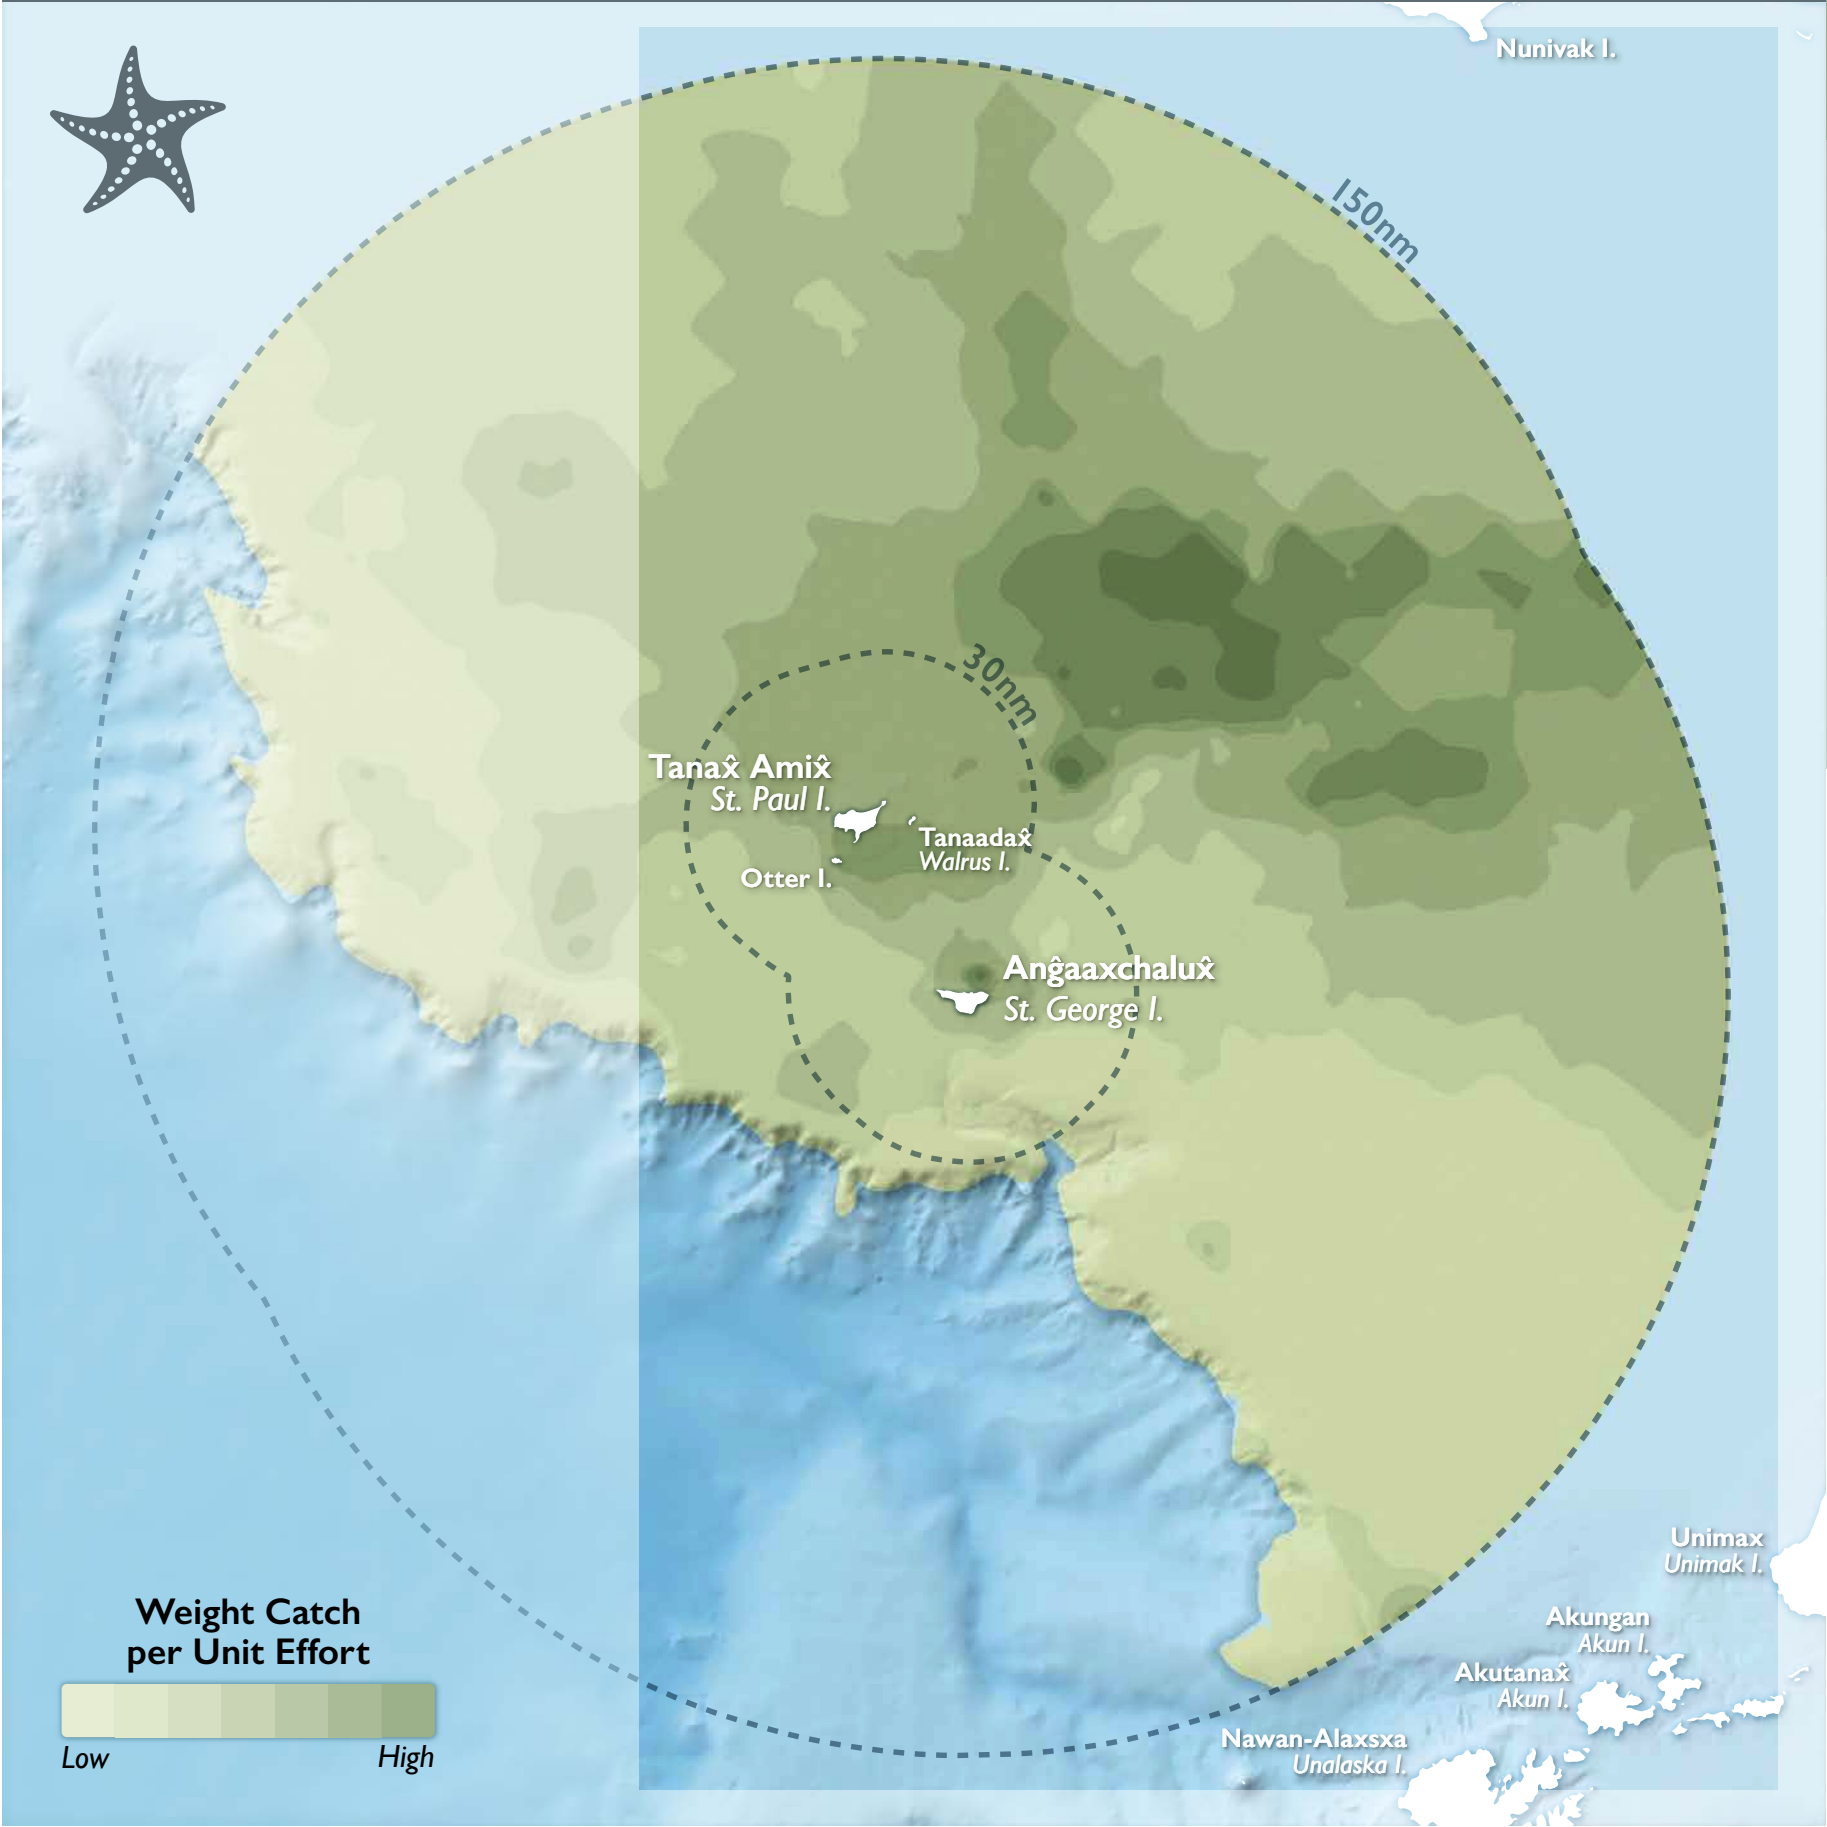 Nunivak I.
150nm
30nm
Tanax̂ Amix̂
St. Paul I.
Tanaadax̂
Walrus I.
Otter I.
Anĝaaxchalux̂
St. George I.
Unimax
Unimak I.
Akungan
Akun I.
Akutanax̂
Akun I.
Nawan-Alaxsxa
Unalaska I.
Weight Catch
per Unit Effort
Low
High